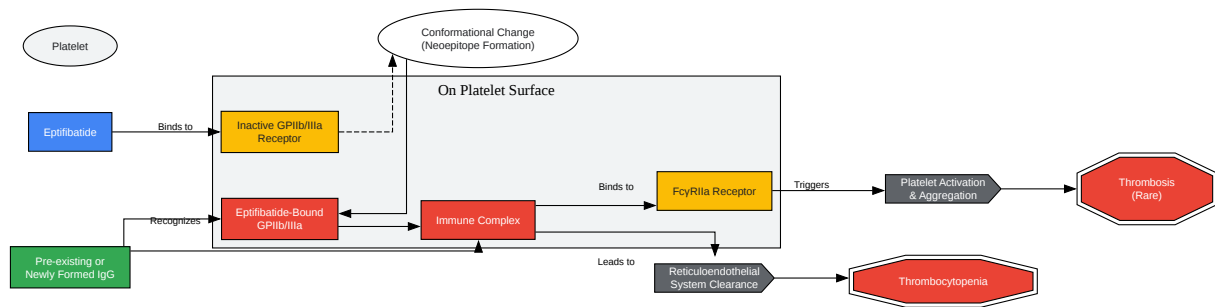 Conformational Change
(Neoepitope Formation)
Platelet
On Platelet Surface
Eptifibatide
Binds to
Inactive GPIIb/IIIa
Receptor
Binds to
FcyRIIa Receptor
Triggers
Platelet Activation
& Aggregation
Thrombosis
(Rare)
Recognizes
Eptifibatide-Bound
GPIIb/IIIa
Immune Complex
Pre-existing or
Newly Formed IgG
Leads to
Reticuloendothelial
System Clearance
Thrombocytopenia